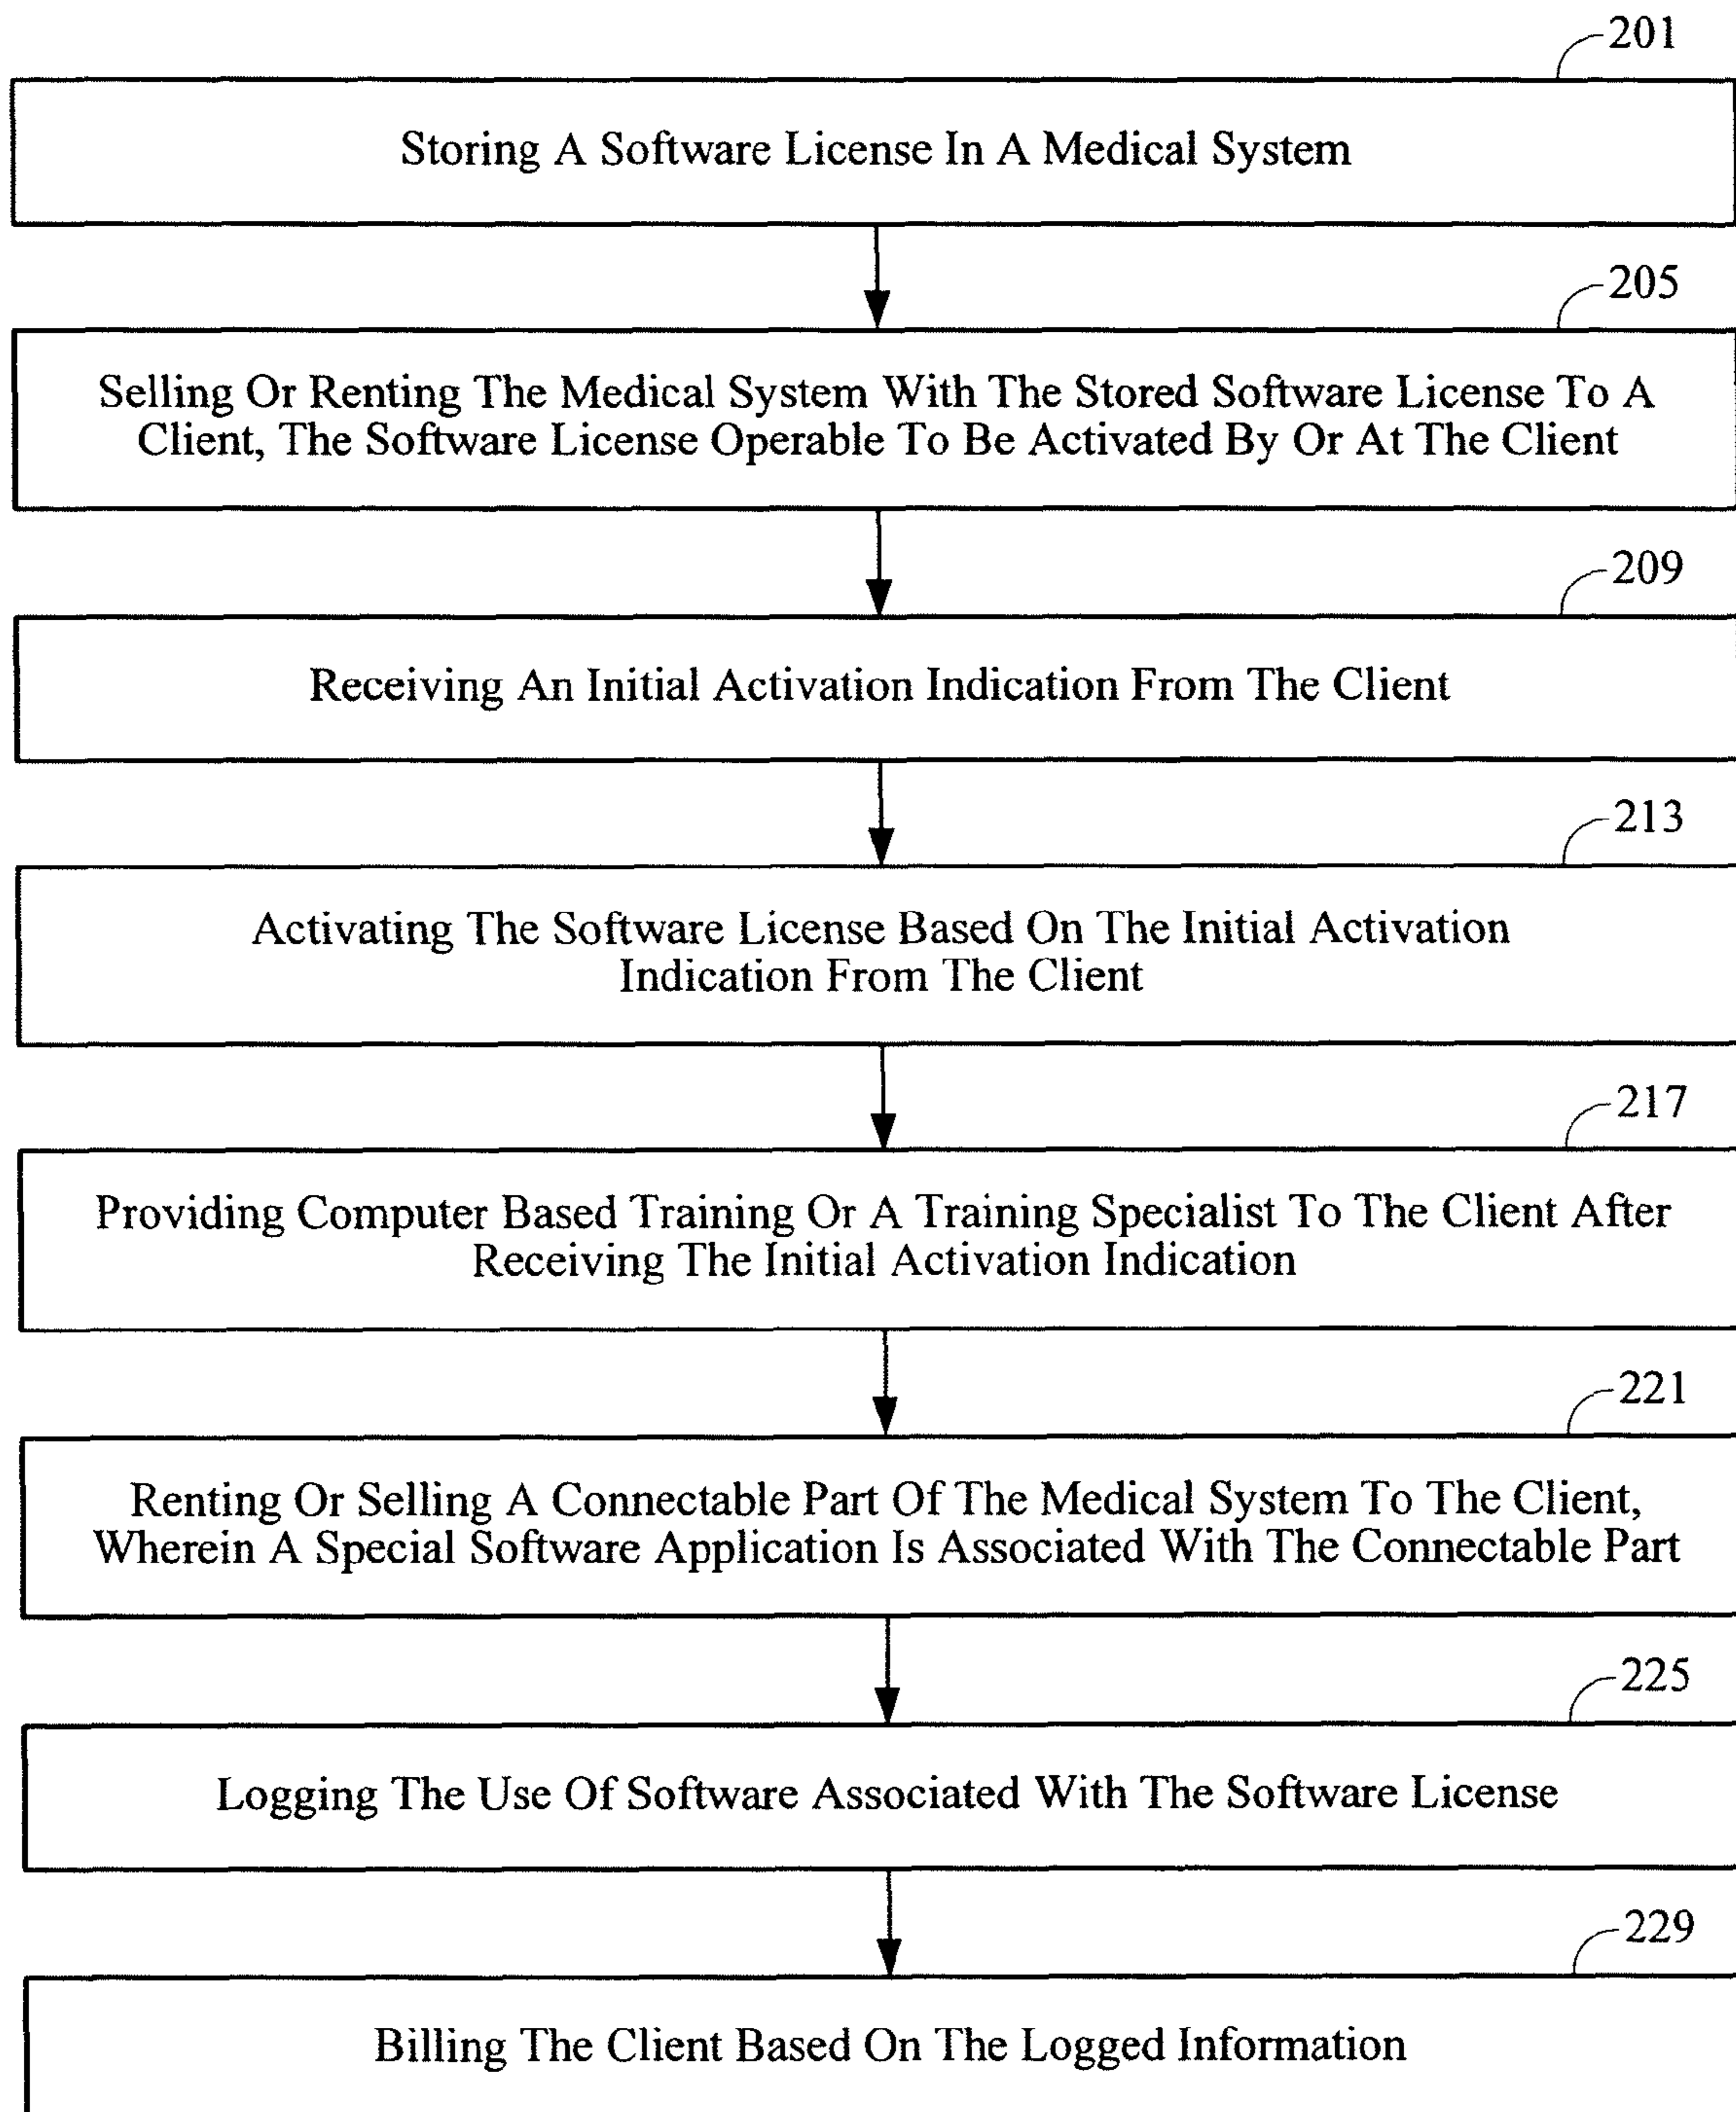 201
Storing A Software License In A Medical System
205
Selling Or Renting The Medical System With The Stored Software License To A
Client, The Software License Operable To Be Activated By Or At The Client
209
Receiving An Initial Activation Indication From The Client
213
Activating The Software License Based On The Initial Activation
Indication From The Client
217
Providing Computer Based Training Or A Training Specialist To The Client After
Receiving The Initial Activation Indication
221
Renting Or Selling A Connectable Part Of The Medical System To The Client,
Wherein A Special Software Application Is Associated With The Connectable Part
225
Logging The Use Of Software Associated With The Software License
229
Billing The Client Based On The Logged Information